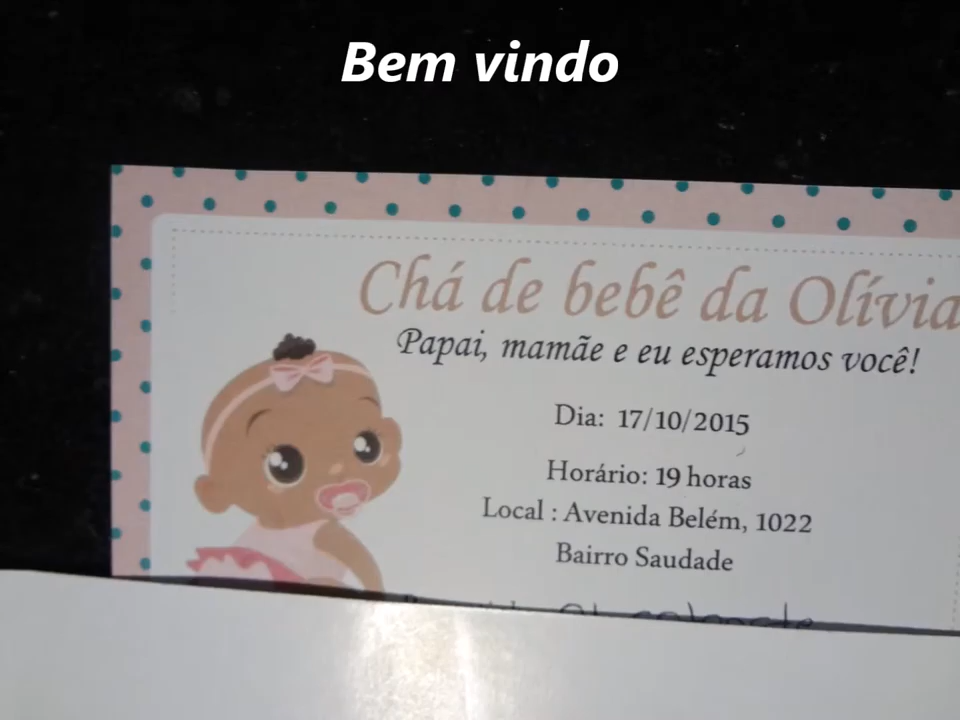 Bem vindo
Chá de bebê da Olívia
Papai, mamãe e eu esperamos você!
Dia: 17/10/2015
Horário: 19 horas
Local : Avenida Belém, 1022
Bairro Saudade